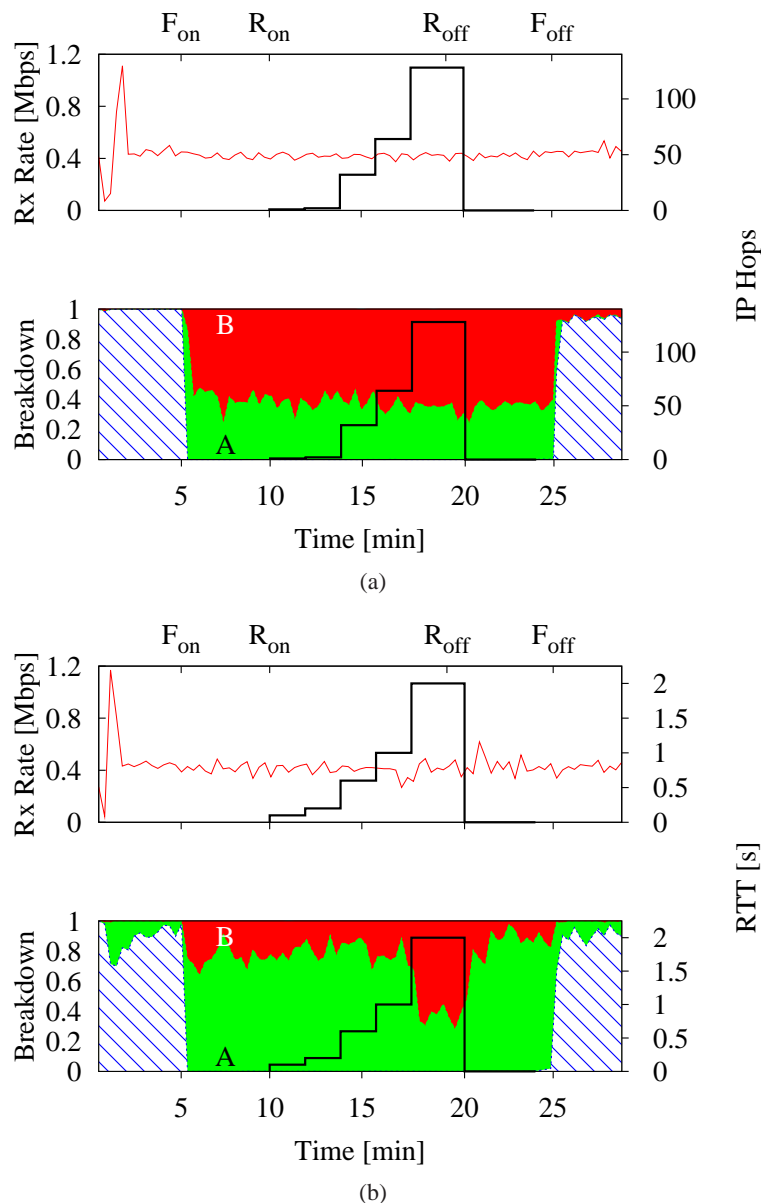 F_on R_on R_off F_off
1.2
0.8
0.4
0
Rx Rate [Mbps]
100
50
0
1
0.8
0.6
0.4
0.2
0
Breakdown
B
A
100
50
0
IP Hops
5 10 15 20 25
Time [min]
(a)
F_on R_on R_off F_off
1.2
0.8
0.4
0
Rx Rate [Mbps]
2
1.5
1
0.5
0
1
0.8
0.6
0.4
0.2
0
Breakdown
B
A
2
1.5
1
0.5
0
RTT [s]
5 10 15 20 25
Time [min]
(b)